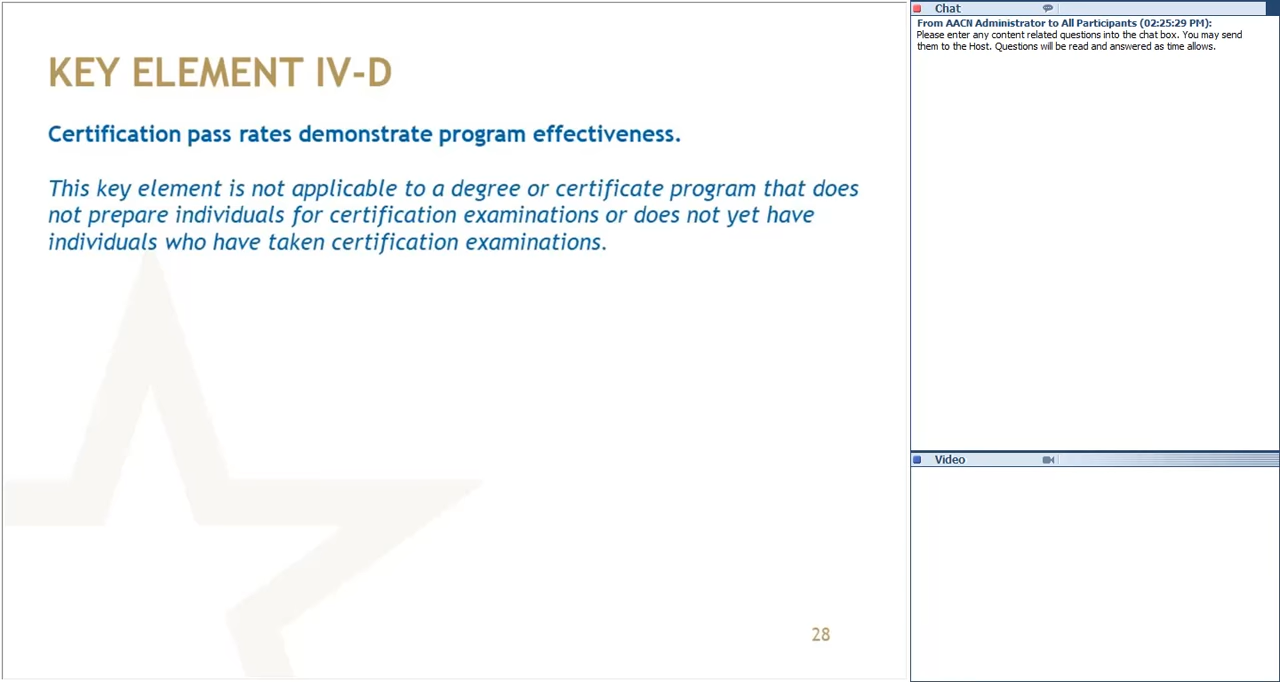 KEY ELEMENT IV-D
Certification pass rates demonstrate program effectiveness.
This key element is not applicable to a degree or certificate program that does
not prepare individuals for certification examinations or does not yet have
individuals who have taken certification examinations.
28
Chat
From AACN Administrator to All Participants (02:25:29 PM):
Please enter any content related questions into the chat box. You may send
them to the Host. Questions will be read and answered as time allows.
Video